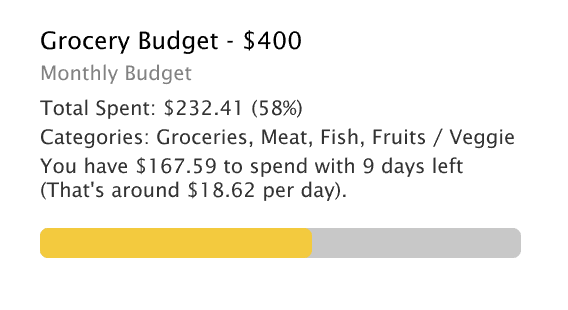 Grocery Budget - $400
Monthly Budget
Total Spent: $232.41 (58%)
Categories: Groceries, Meat, Fish, Fruits / Veggie
You have $167.59 to spend with 9 days left
(That's around $18.62 per day).